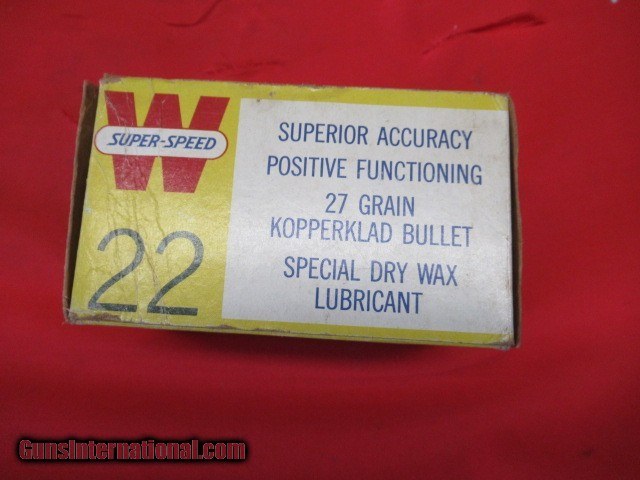 W
SUPER-SPEED
22
SUPERIOR ACCURACY
POSITIVE FUNCTIONING
27 GRAIN
KOPPERKLAD BULLET
SPECIAL DRY WAX
LUBRICANT
GunsInternational.com